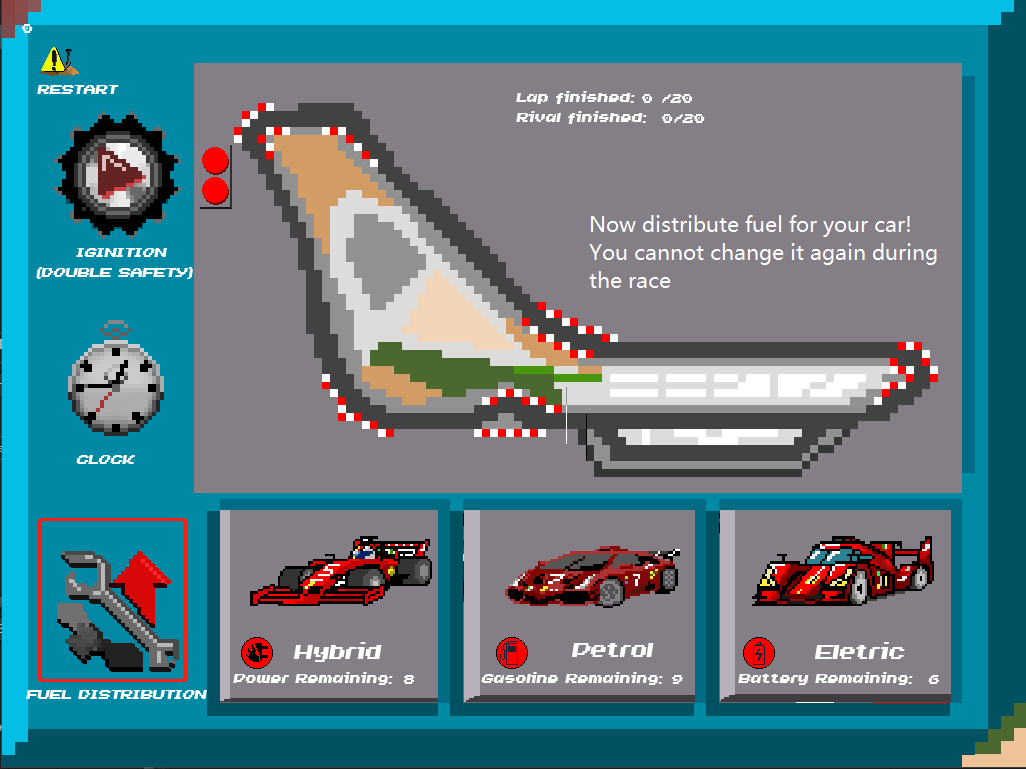 RESTART
Lap finished: 0 /20
Rival finished: 0/20
IGINITION
(DOUBLE SAFETY)
Now distribute fuel for your car!
You cannot change it again during
the race
CLOCK
FUEL DISTRIBUTION
Hybrid
Power Remaining: 8
7
Petrol
Gasoline Remaining: 9
Eletric
Battery Remaining: 6